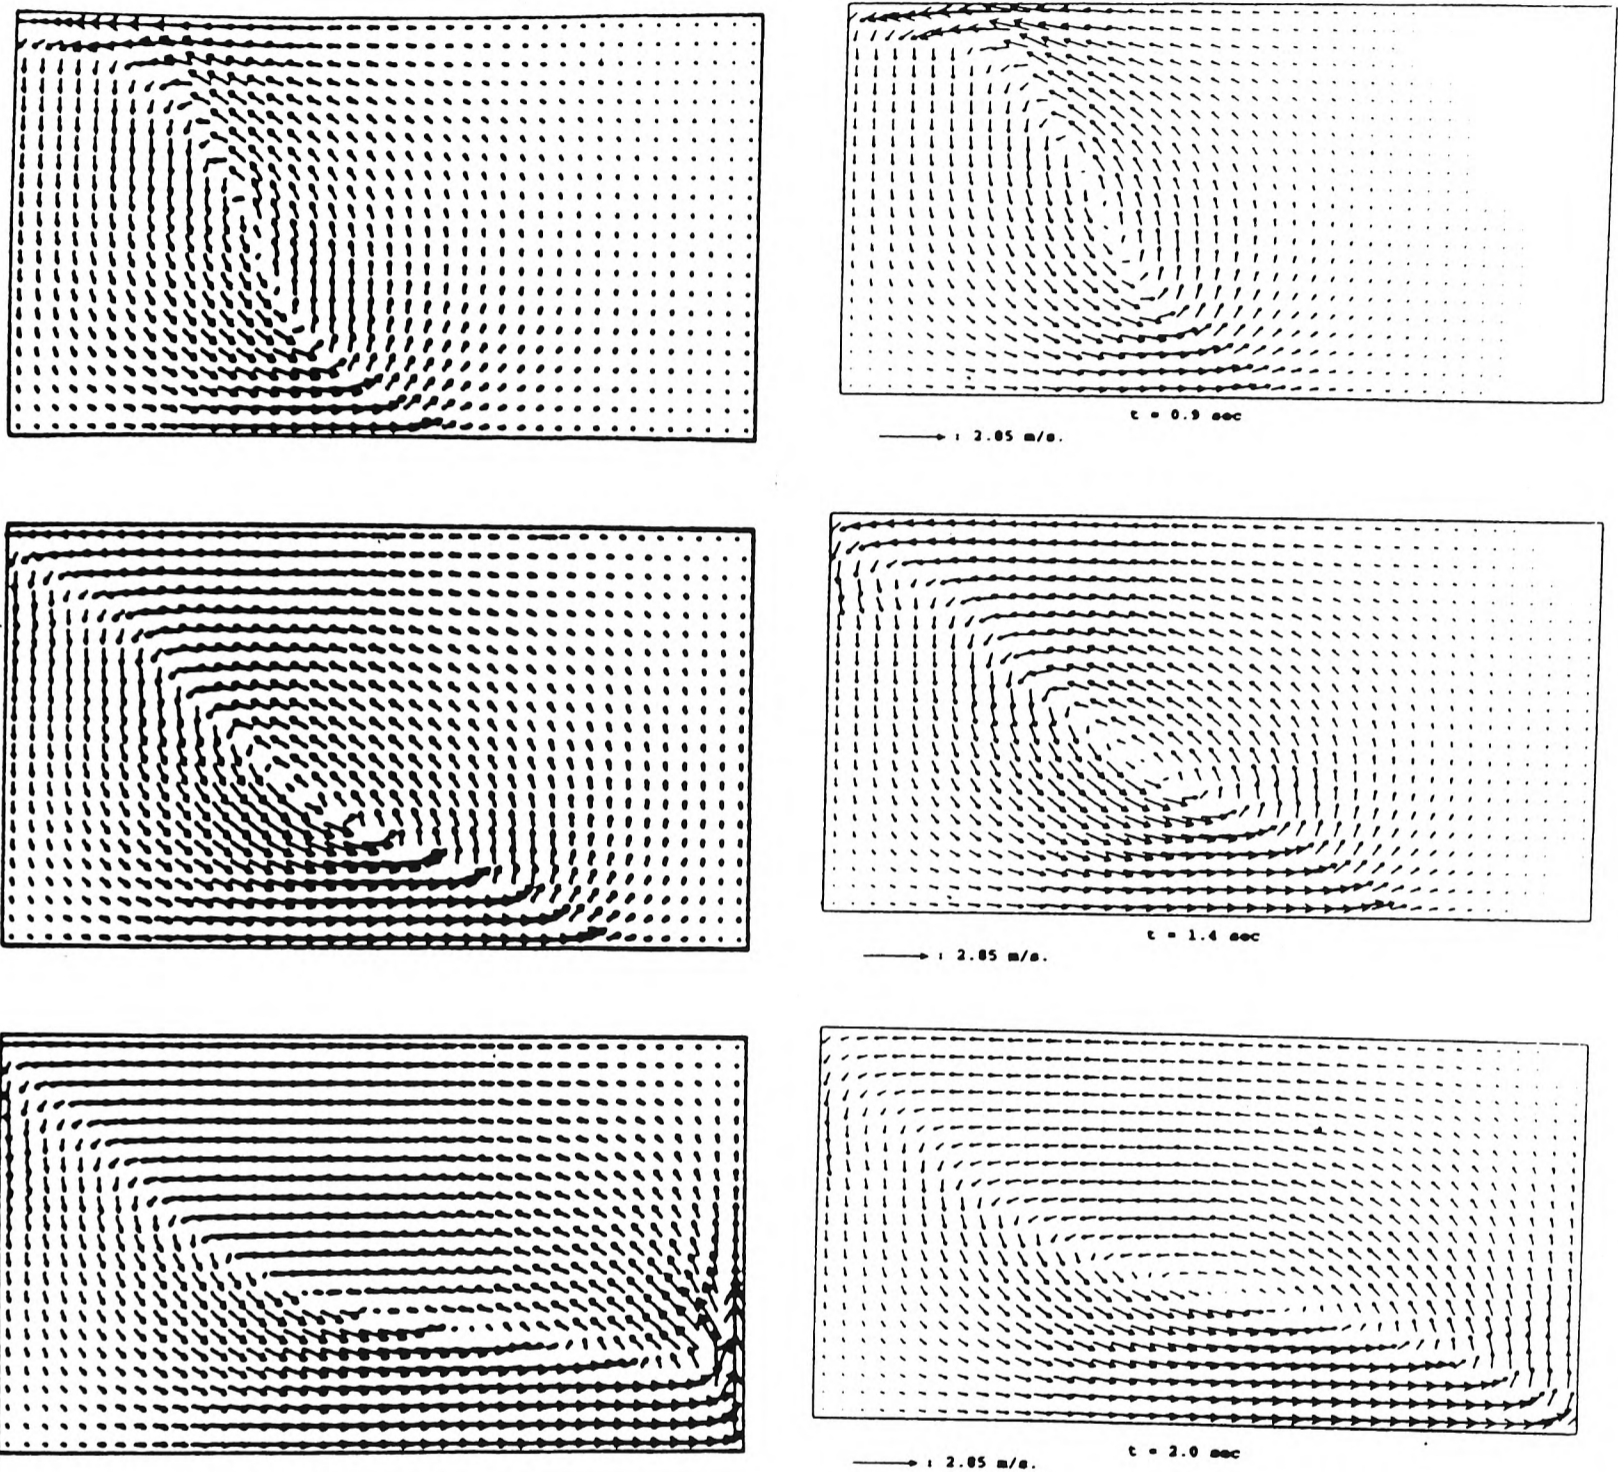 t = 0.9 sec
: 2.85 m/s.
t = 1.4 sec
: 2.85 m/s.
t = 2.0 sec
: 2.85 m/s.